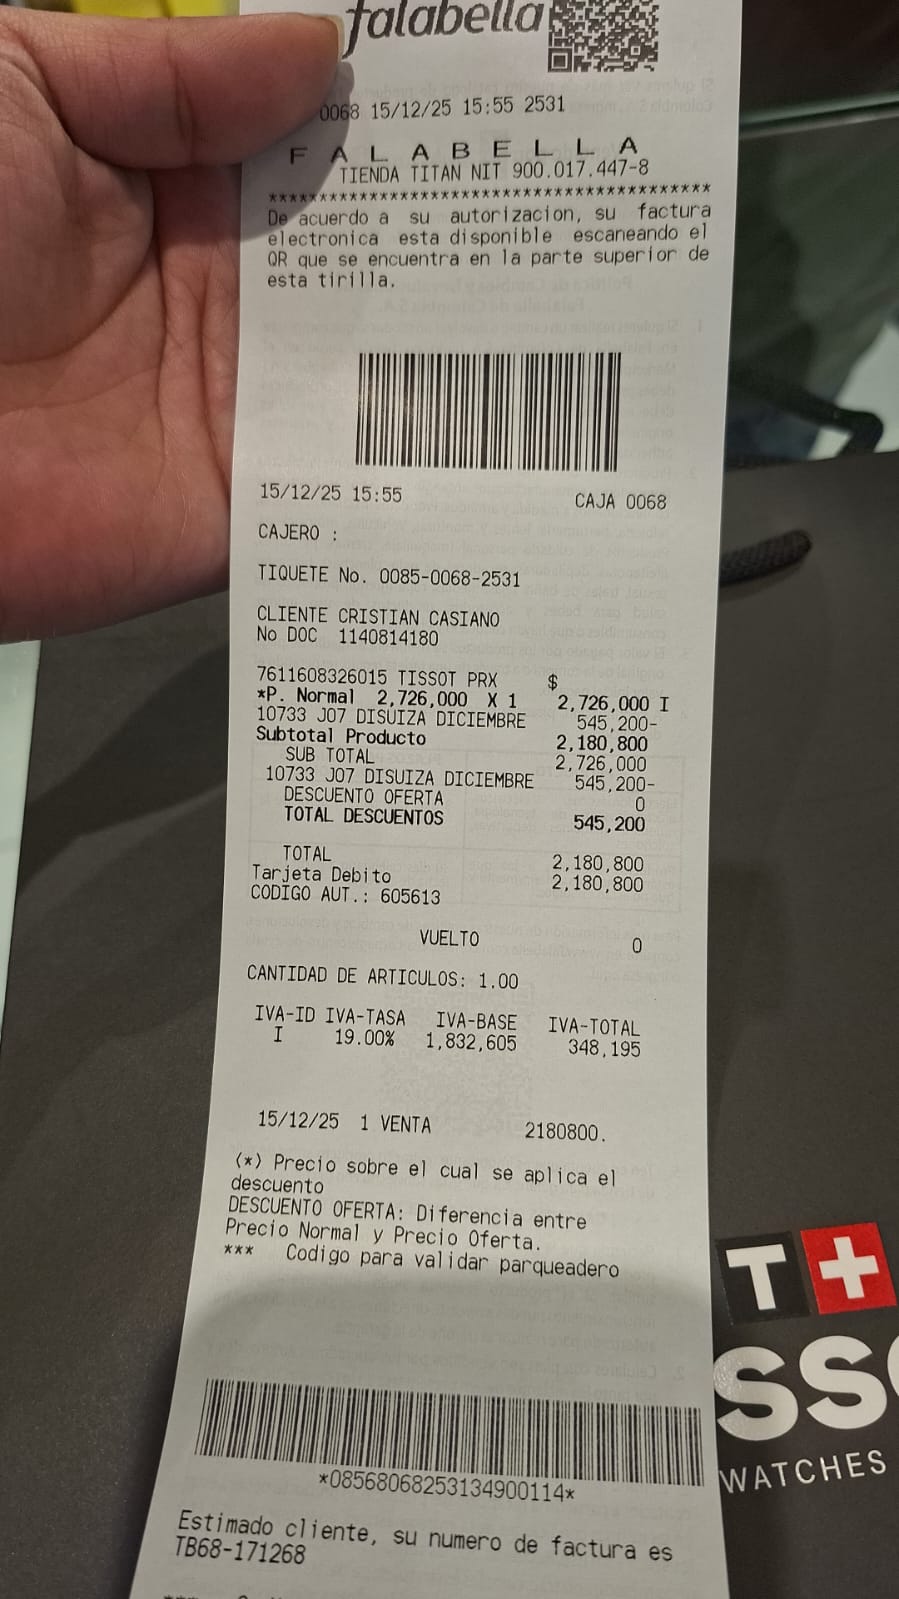 falabella
0068 15/12/25 15:55 2531
F A L A B E L L A
TIENDA TITAN NIT 900.017.447-8
******************************************
De acuerdo a su autorizacion, su factura
electronica esta disponible escaneando el
QR que se encuentra en la parte superior de
esta tirilla.
15/12/25 15:55 CAJA 0068
CAJERO :
TIQUETE No. 0085-0068-2531
CLIENTE CRISTIAN CASIANO
No DOC 1140814180
7611608326015 TISSOT PRX $
*P. Normal 2,726,000 X 1 2,726,000 I
10733 J07 DISUIZA DICIEMBRE 545,200-
Subtotal Producto 2,180,800
SUB TOTAL 2,726,000
10733 J07 DISUIZA DICIEMBRE 545,200-
DESCUENTO OFERTA 0
TOTAL DESCUENTOS 545,200
TOTAL 2,180,800
Tarjeta Debito 2,180,800
CODIGO AUT.: 605613
VUELTO 0
CANTIDAD DE ARTICULOS: 1.00
IVA-ID IVA-TASA IVA-BASE IVA-TOTAL
I 19.00% 1,832,605 348,195
15/12/25 1 VENTA 2180800.
(*) Precio sobre el cual se aplica el
descuento
DESCUENTO OFERTA: Diferencia entre
Precio Normal y Precio Oferta.
*** Codigo para validar parqueadero
*08568068253134900114*
Estimado cliente, su numero de factura es
TB68-171268
T+
SS
WATCHES